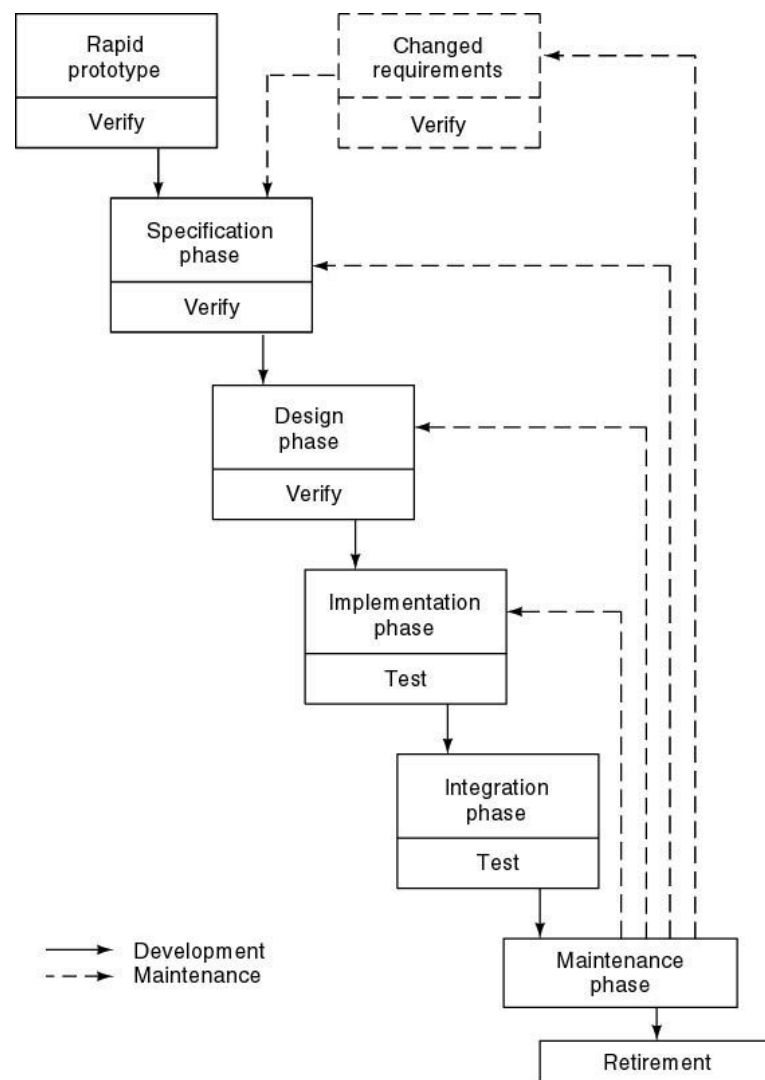 Rapid
prototype
Verify
Changed
requirements
Verify
Specification
phase
Verify
Design
phase
Verify
Implementation
phase
Test
Integration
phase
Test
Development
Maintenance
Maintenance
phase
Retirement